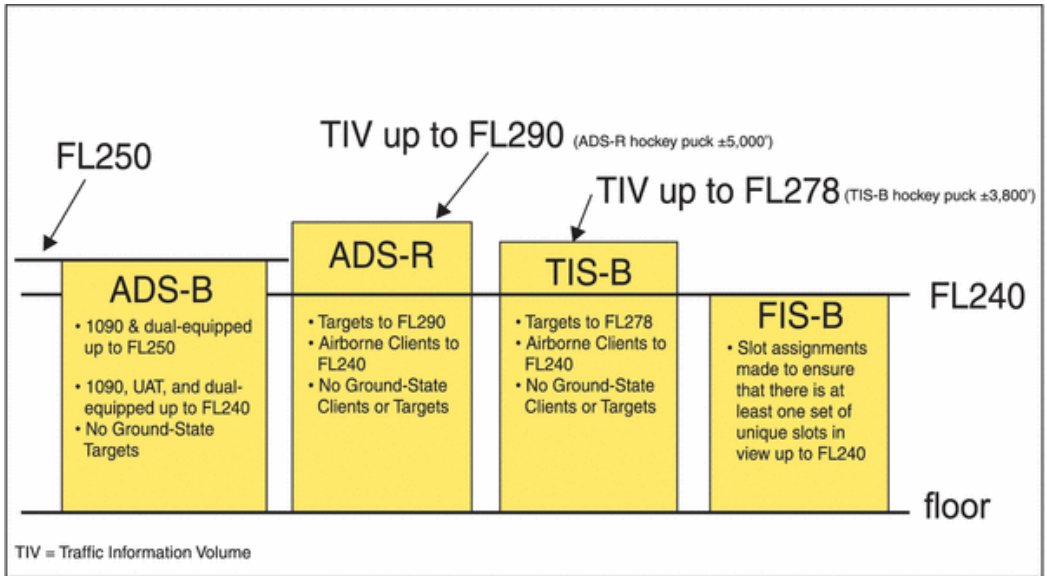 TIV up to FL290 (ADS-R hockey puck ±5,000')
FL250
TIV up to FL278 (TIS-B hockey puck ±3,800')
ADS-B
• 1090 & dual-equipped
up to FL250
• 1090, UAT, and dual-
equipped up to FL240
• No Ground-State
Targets
ADS-R
• Targets to FL290
• Airborne Clients to
FL240
• No Ground-State
Clients or Targets
TIS-B
• Targets to FL278
• Airborne Clients to
FL240
• No Ground-State
Clients or Targets
FIS-B
• Slot assignments
made to ensure
that there is at
least one set of
unique slots in
view up to FL240
FL240
floor
TIV = Traffic Information Volume